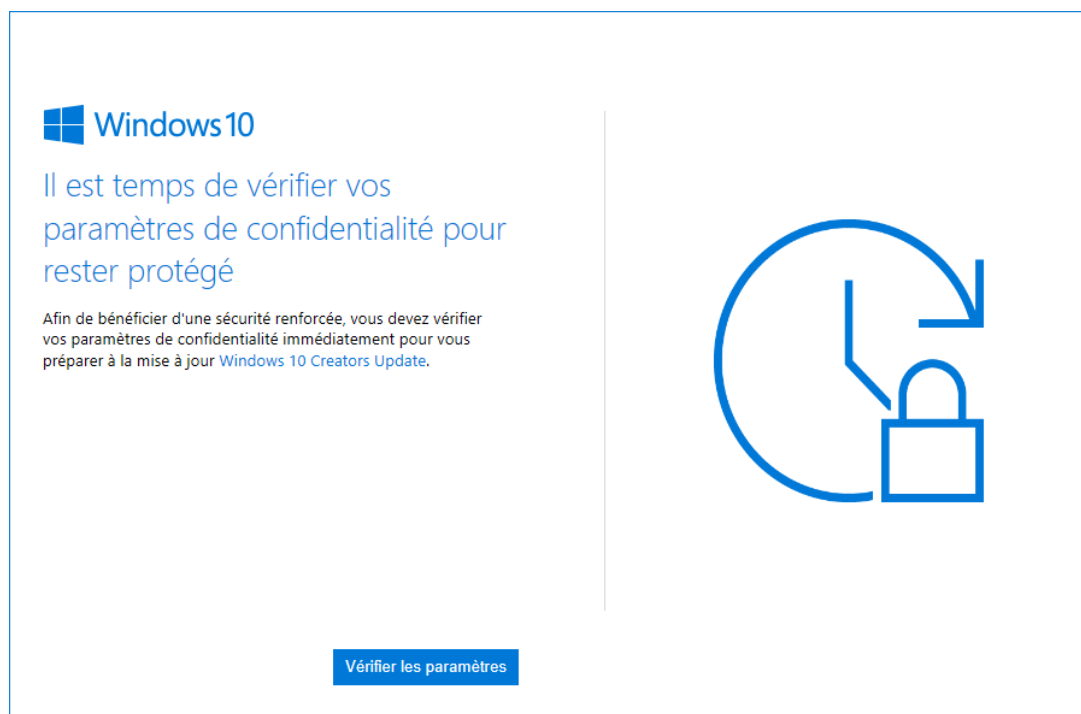 Windows 10
Il est temps de vérifier vos
paramètres de confidentialité pour
rester protégé
Afin de bénéficier d'une sécurité renforcée, vous devez vérifier
vos paramètres de confidentialité immédiatement pour vous
préparer à la mise à jour Windows 10 Creators Update.
Vérifier les paramètres